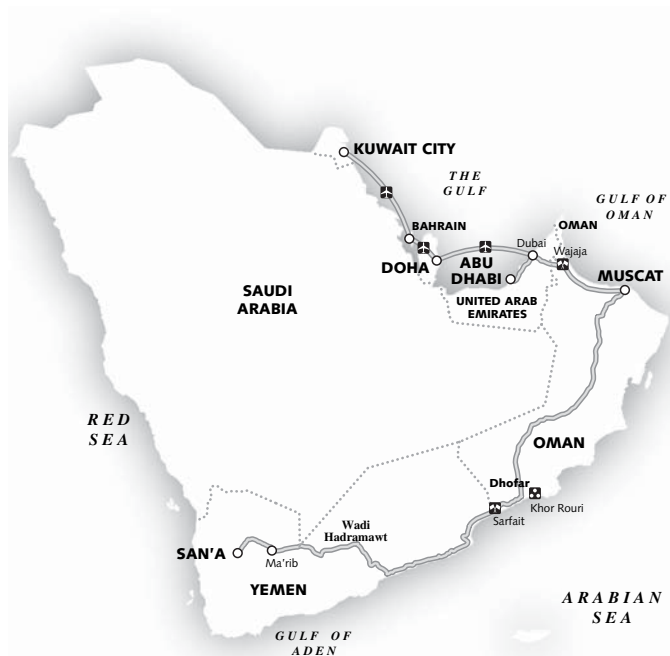 KUWAIT CITY
THE
GULF
GULF OF
OMAN
BAHRAIN
OMAN
Dubai
Wajaja
DOHA
ABU
DHABI
MUSCAT
SAUDI
ARABIA
UNITED ARAB
EMIRATES
RED
SEA
OMAN
Dhofar
Khor Rouri
Sarfait
Wadi
Hadramawt
SAN'A
Ma'rib
YEMEN
ARABIAN
SEA
GULF OF
ADEN